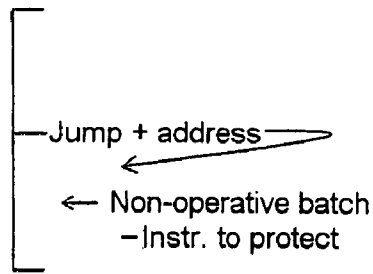 Jump + address
Non-operative batch
-Instr. to protect